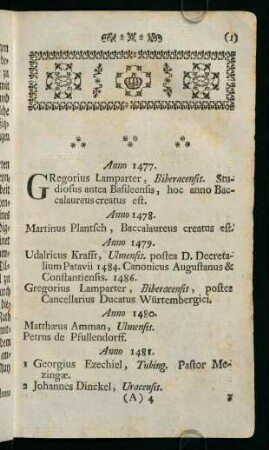 (1)
Anno 1477.
GRegorius Lamparter, Biberacensis. Stu-
diosus antea Basileensis, hoc anno Bac-
calaureus creatus est.
Anno 1478.
Martinus Plantsch, Baccalaureus creatus est.
Anno 1479.
Udalricus Krafft, Ulmensis. postea D. Decreta-
lium Patavii 1484. Canonicus Augustanus &
Constantiensis. 1486.
Gregorius Lamparter, Biberacensis, postea
Cancellarius Ducatus Würtembergici.
Anno 1480.
Matthæus Amman, Ulmensis.
Petrus de Pfullendorff.
Anno 1481.
1 Georgius Ezechiel, Tubing. Pastor Me-
zingæ.
2 Johannes Dinckel, Uracensis.
(A) 4